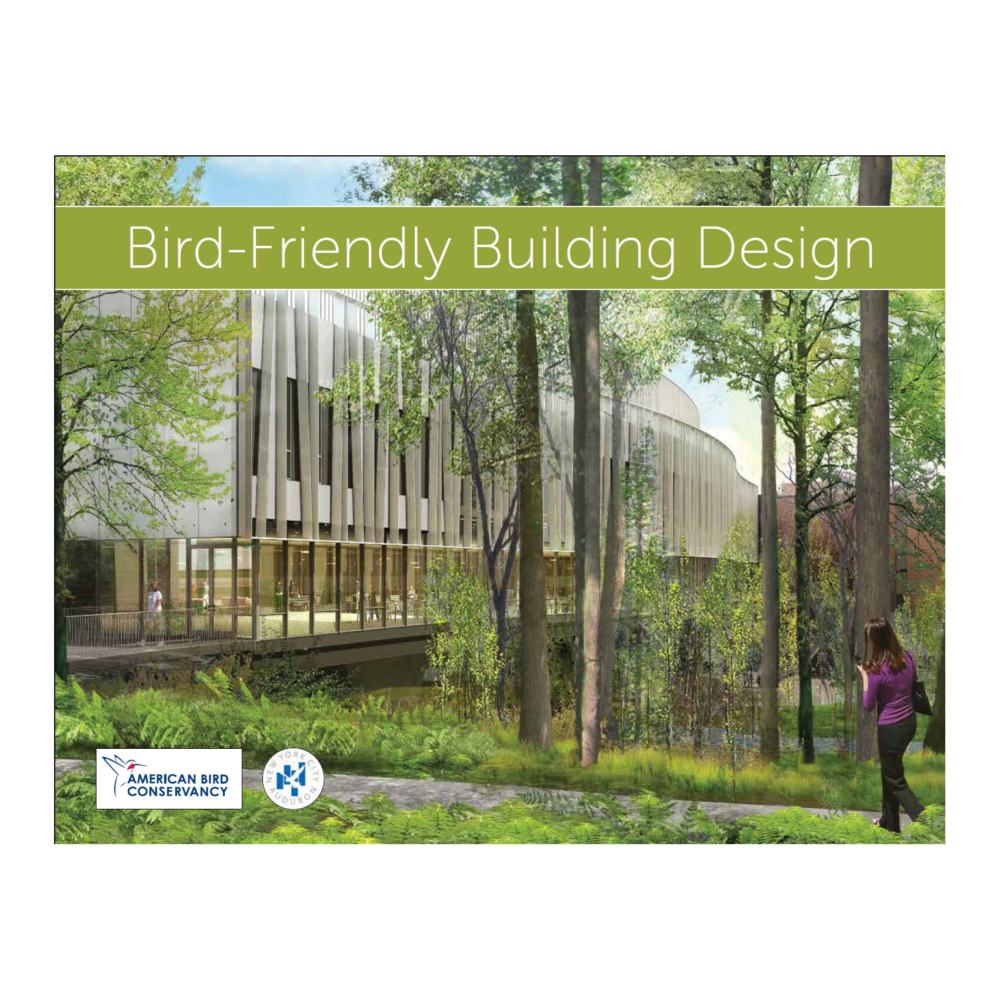 Bird-Friendly Building Design
AMERICAN BIRD
CONSERVANCY
NEW YORK CITY
AUDUBON